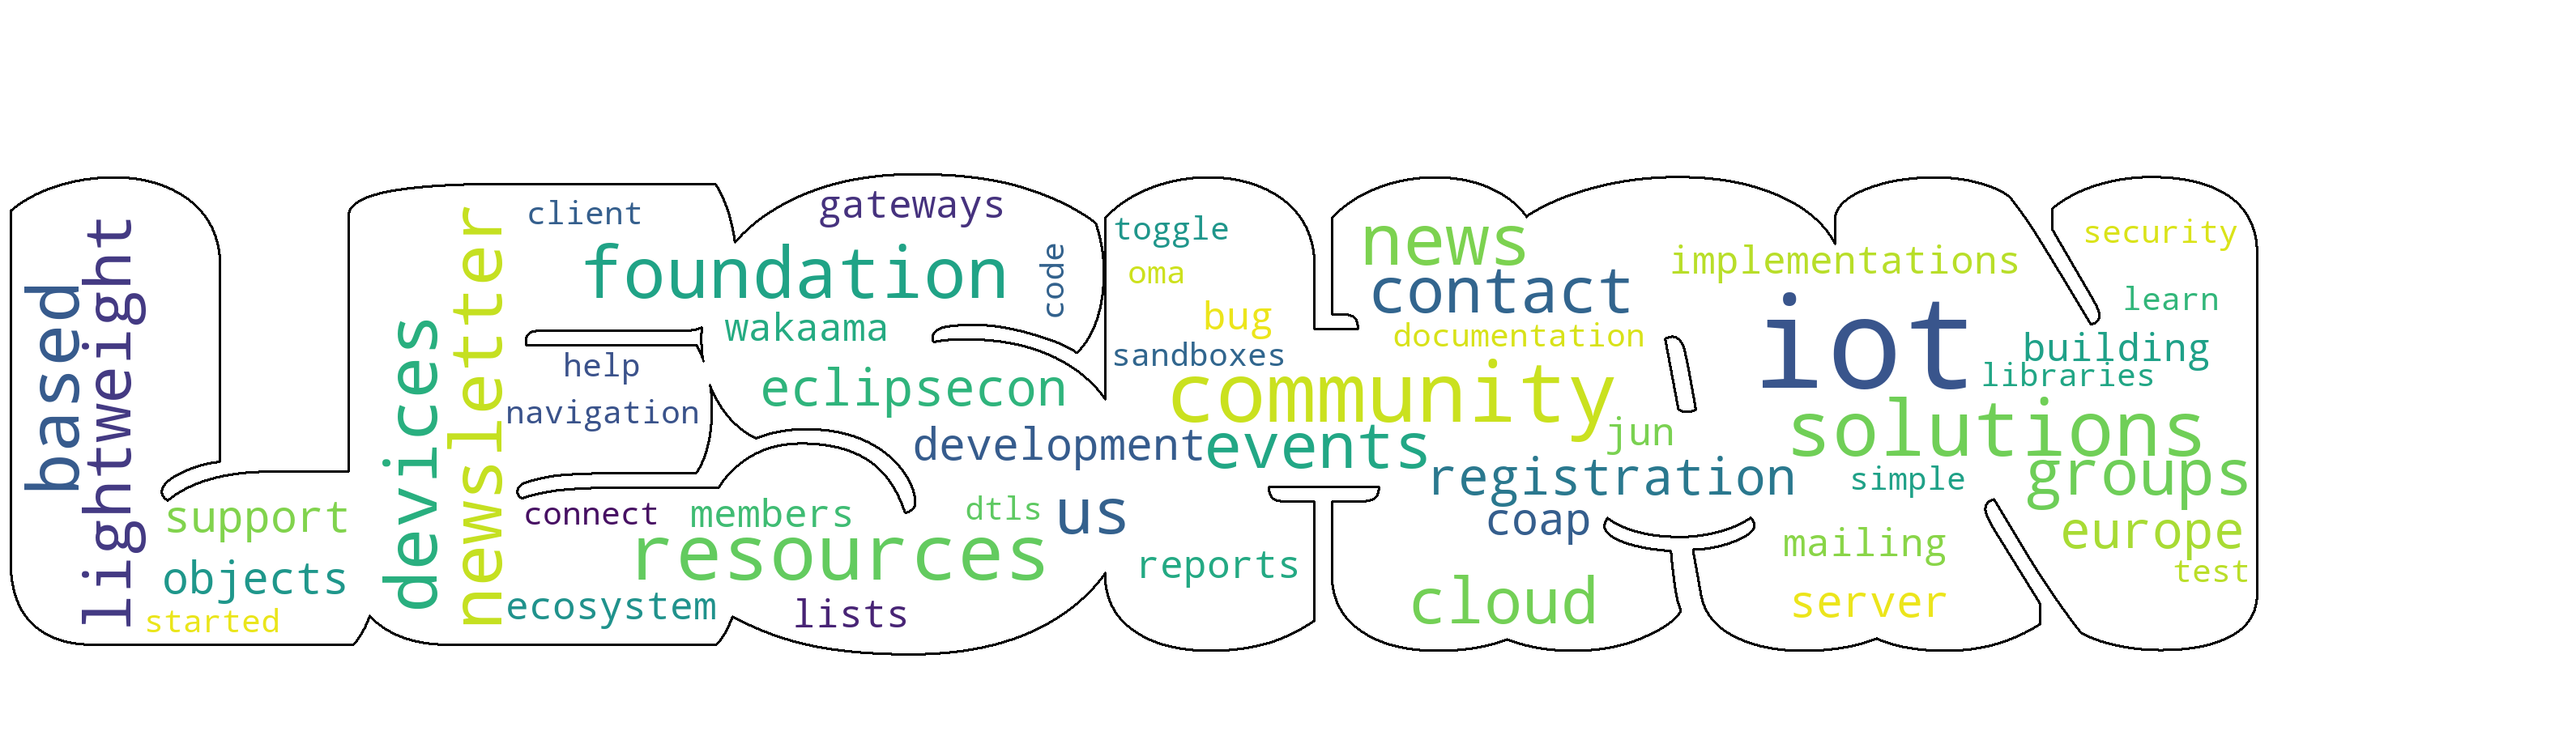 based
lightweight
support
objects
started
devices
newsletter
client
gateways
foundation
code
wakaama
help
navigation
eclipsecon
development
connect
members
dtls
us
resources
ecosystem
lists
toggle
oma
bug
sandboxes
news
contact
documentation
community
events
jun
registration
coap
reports
cloud
implementations
iot
solutions
simple
mailing
server
security
learn
building
libraries
groups
europe
test